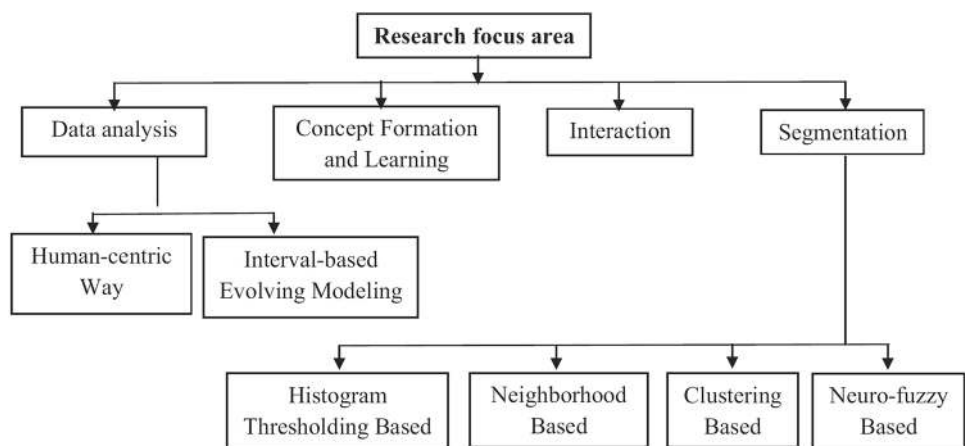 Research focus area
Data analysis
Concept Formation
and Learning
Interaction
Segmentation
Human-centric
Way
Interval-based
Evolving Modeling
Histogram
Thresholding Based
Neighborhood
Based
Clustering
Based
Neuro-fuzzy
Based